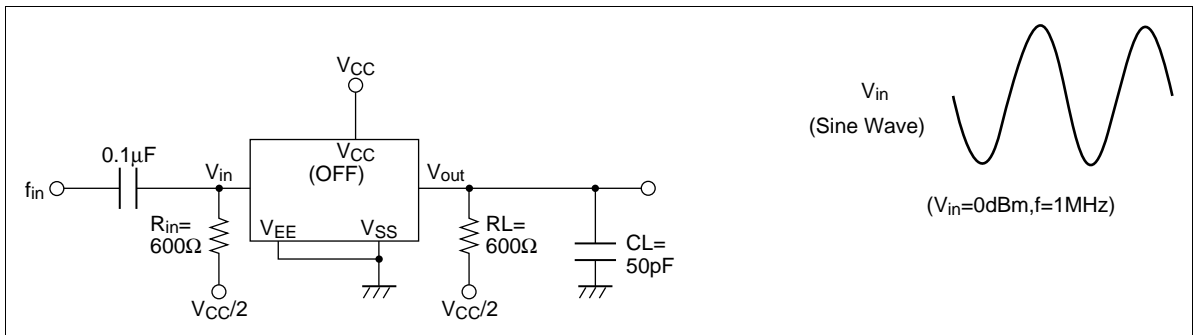 VCC
0.1μF
fin
Vin
VCC
(OFF)
Vout
Rin=
600Ω
VEE
VSS
RL=
600Ω
CL=
50pF
VCC/2
VCC/2
Vin
(Sine Wave)
(Vin=0dBm,f=1MHz)